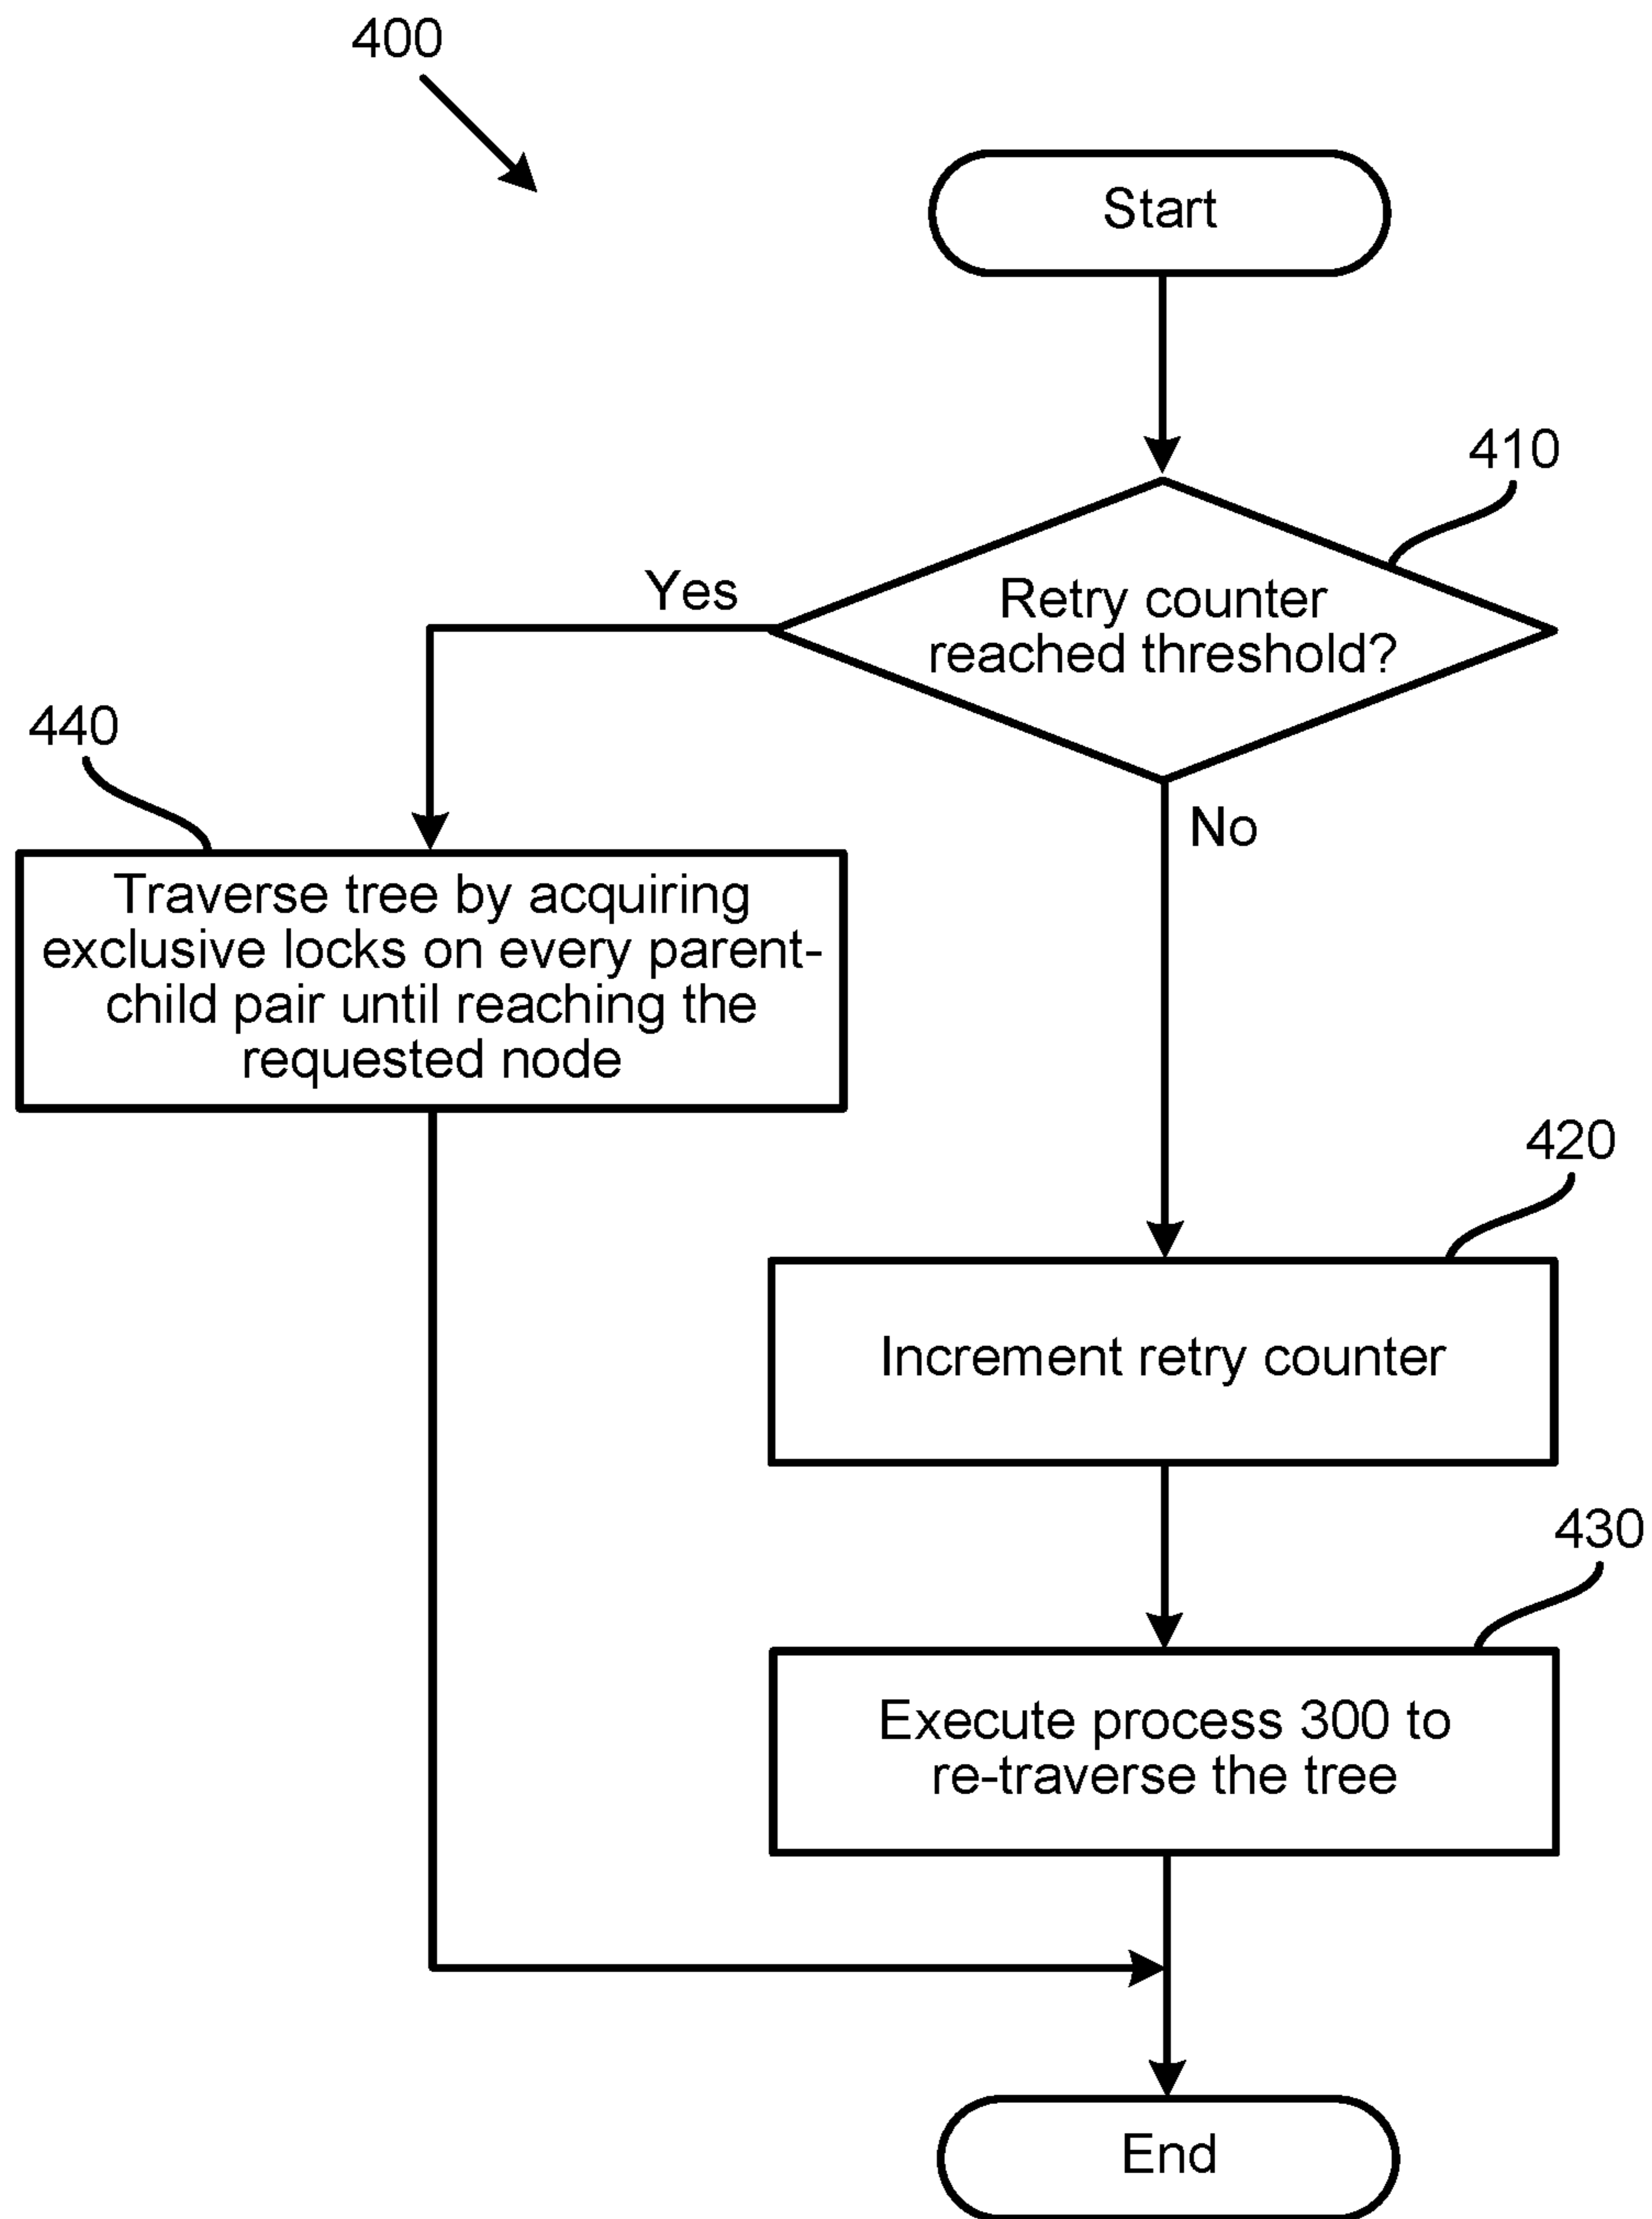 400
Start
410
Retry counter
reached threshold?
Yes
No
440
Traverse tree by acquiring
exclusive locks on every parent-
child pair until reaching the
requested node
420
Increment retry counter
430
Execute process 300 to
re-traverse the tree
End